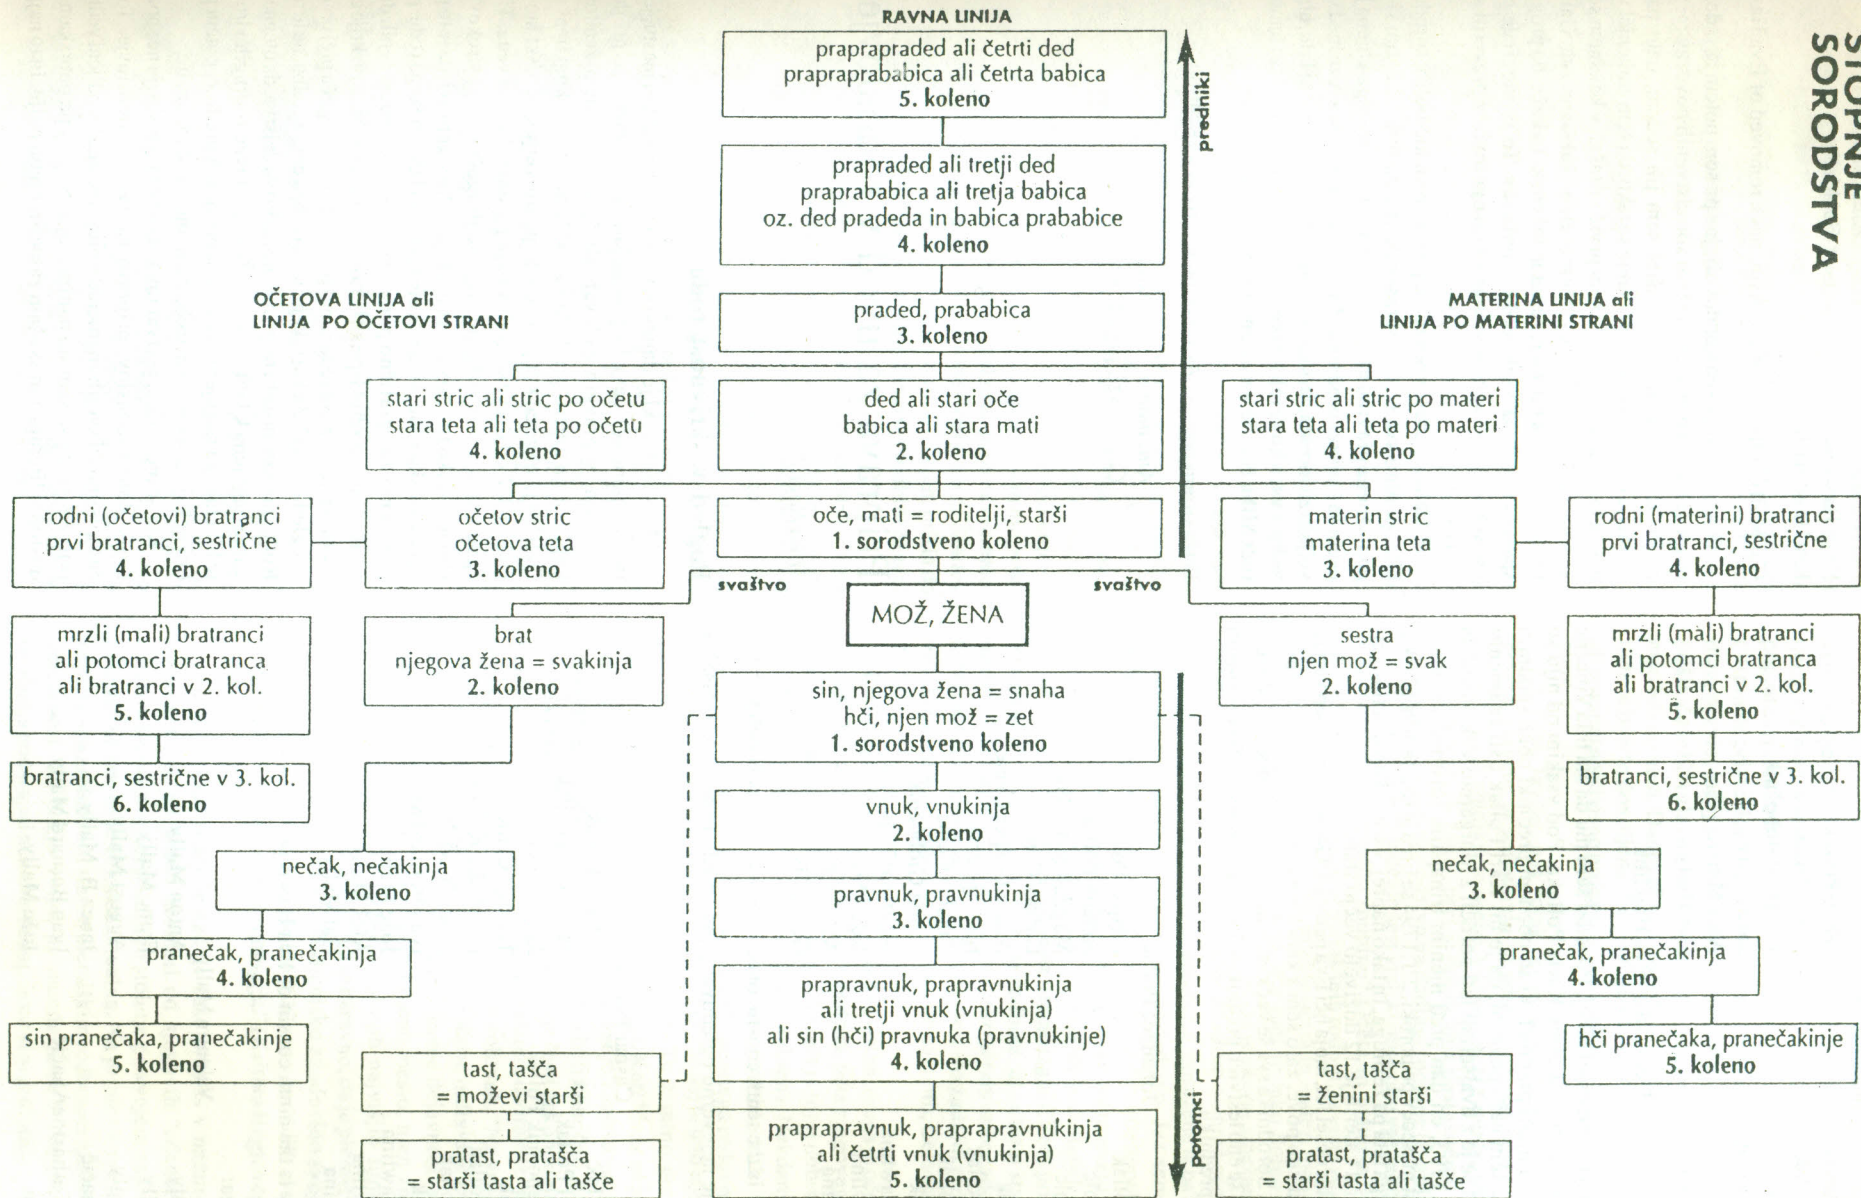 STOPNJE
SORODSTVA
RAVNA LINIJA
praprapraded ali četrti ded
prapraprababica ali četrta babica
5. koleno
predniki
prapraded ali tretji ded
praprababica ali tretja babica
oz. ded pradeda in babica prababice
4. koleno
OČETOVA LINIJA ali
LINIJA PO OČETOVI STRANI
praded, prababica
3. koleno
MATERINA LINIJA ali
LINIJA PO MATERINI STRANI
stari stric ali stric po očetu
stara teta ali teta po očetu
4. koleno
ded ali stari oče
babica ali stara mati
2. koleno
stari stric ali stric po materi
stara teta ali teta po materi
4. koleno
rodni (očetovi) bratranci
prvi bratranci, sestrične
4. koleno
očetov stric
očetova teta
3. koleno
oče, mati = roditelji, starši
1. sorodstveno koleno
materin stric
materina teta
3. koleno
rodni (materini) bratranci
prvi bratranci, sestrične
4. koleno
svaštvo
svaštvo
MOŽ, ŽENA
mrzli (mali) bratranci
ali potomci bratranca
ali bratranci v 2. kol.
5. koleno
brat
njegova žena = svakinja
2. koleno
sestra
njen mož = svak
2. koleno
mrzli (mali) bratranci
ali potomci bratranca
ali bratranci v 2. kol.
5. koleno
sin, njegova žena = snaha
hči, njen mož = zet
1. sorodstveno koleno
bratranci, sestrične v 3. kol.
6. koleno
vnuk, vnukinja
2. koleno
bratranci, sestrične v 3. kol.
6. koleno
nečak, nečakinja
3. koleno
pravnuk, pravnukinja
3. koleno
nečak, nečakinja
3. koleno
pranečak, pranečakinja
4. koleno
prapravnuk, prapravnukinja
ali tretji vnuk (vnukinja)
ali sin (hči) pravnuka (pravnukinje)
4. koleno
pranečak, pranečakinja
4. koleno
sin pranečaka, pranečakinje
5. koleno
hči pranečaka, pranečakinje
5. koleno
tast, tašča
= moževi starši
tast, tašča
= ženini starši
potomci
pratast, pratašča
= starši tasta ali tašče
praprapravnuk, praprapravnukinja
ali četrti vnuk (vnukinja)
5. koleno
pratast, pratašča
= starši tasta ali tašče